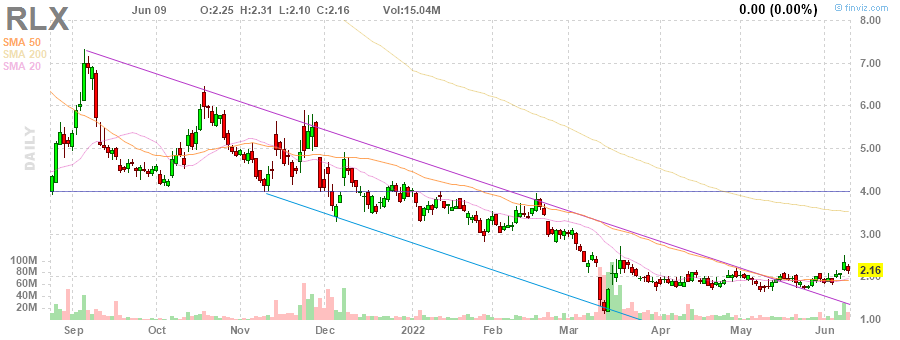 RLX Jun 09 O:2.25 H:2.31 L:2.10 C:2.16 Vol:15.04M 0.00 (0.00%) finviz.com
SMA 50
SMA 200
SMA 20
DAILY
8.00
7.00
6.00
5.00
4.00
3.00
2.00
2.16
1.00
100M
80M
60M
40M
20M
Sep Oct Nov Dec 2022 Feb Mar Apr May Jun